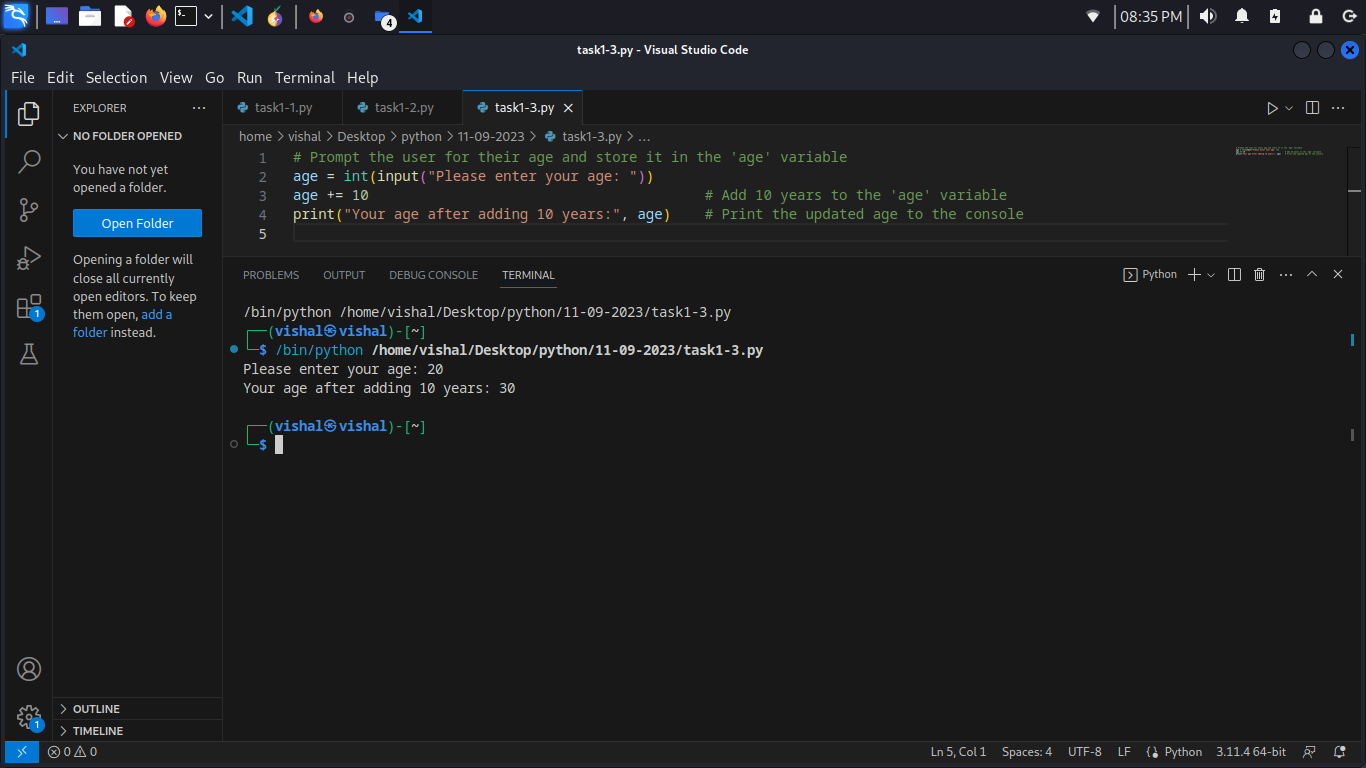 4
08:35 PM
task1-3.py - Visual Studio Code
File Edit Selection View Go Run Terminal Help
EXPLORER
NO FOLDER OPENED
You have not yet
opened a folder.
Open Folder
Opening a folder will
close all currently
open editors. To keep
them open, add a
folder instead.
1
1
OUTLINE
TIMELINE
task1-1.py task1-2.py task1-3.py
home > vishal > Desktop > python > 11-09-2023 > task1-3.py > ...
1 # Prompt the user for their age and store it in the 'age' variable
2 age = int(input("Please enter your age: "))
3 age += 10 # Add 10 years to the 'age' variable
4 print("Your age after adding 10 years:", age) # Print the updated age to the console
5
PROBLEMS OUTPUT DEBUG CONSOLE TERMINAL
Python
/bin/python /home/vishal/Desktop/python/11-09-2023/task1-3.py
┌──(vishal㉿vishal)-[~]
└─$ /bin/python /home/vishal/Desktop/python/11-09-2023/task1-3.py
Please enter your age: 20
Your age after adding 10 years: 30
┌──(vishal㉿vishal)-[~]
└─$
0 0
Ln 5, Col 1 Spaces: 4 UTF-8 LF Python 3.11.4 64-bit